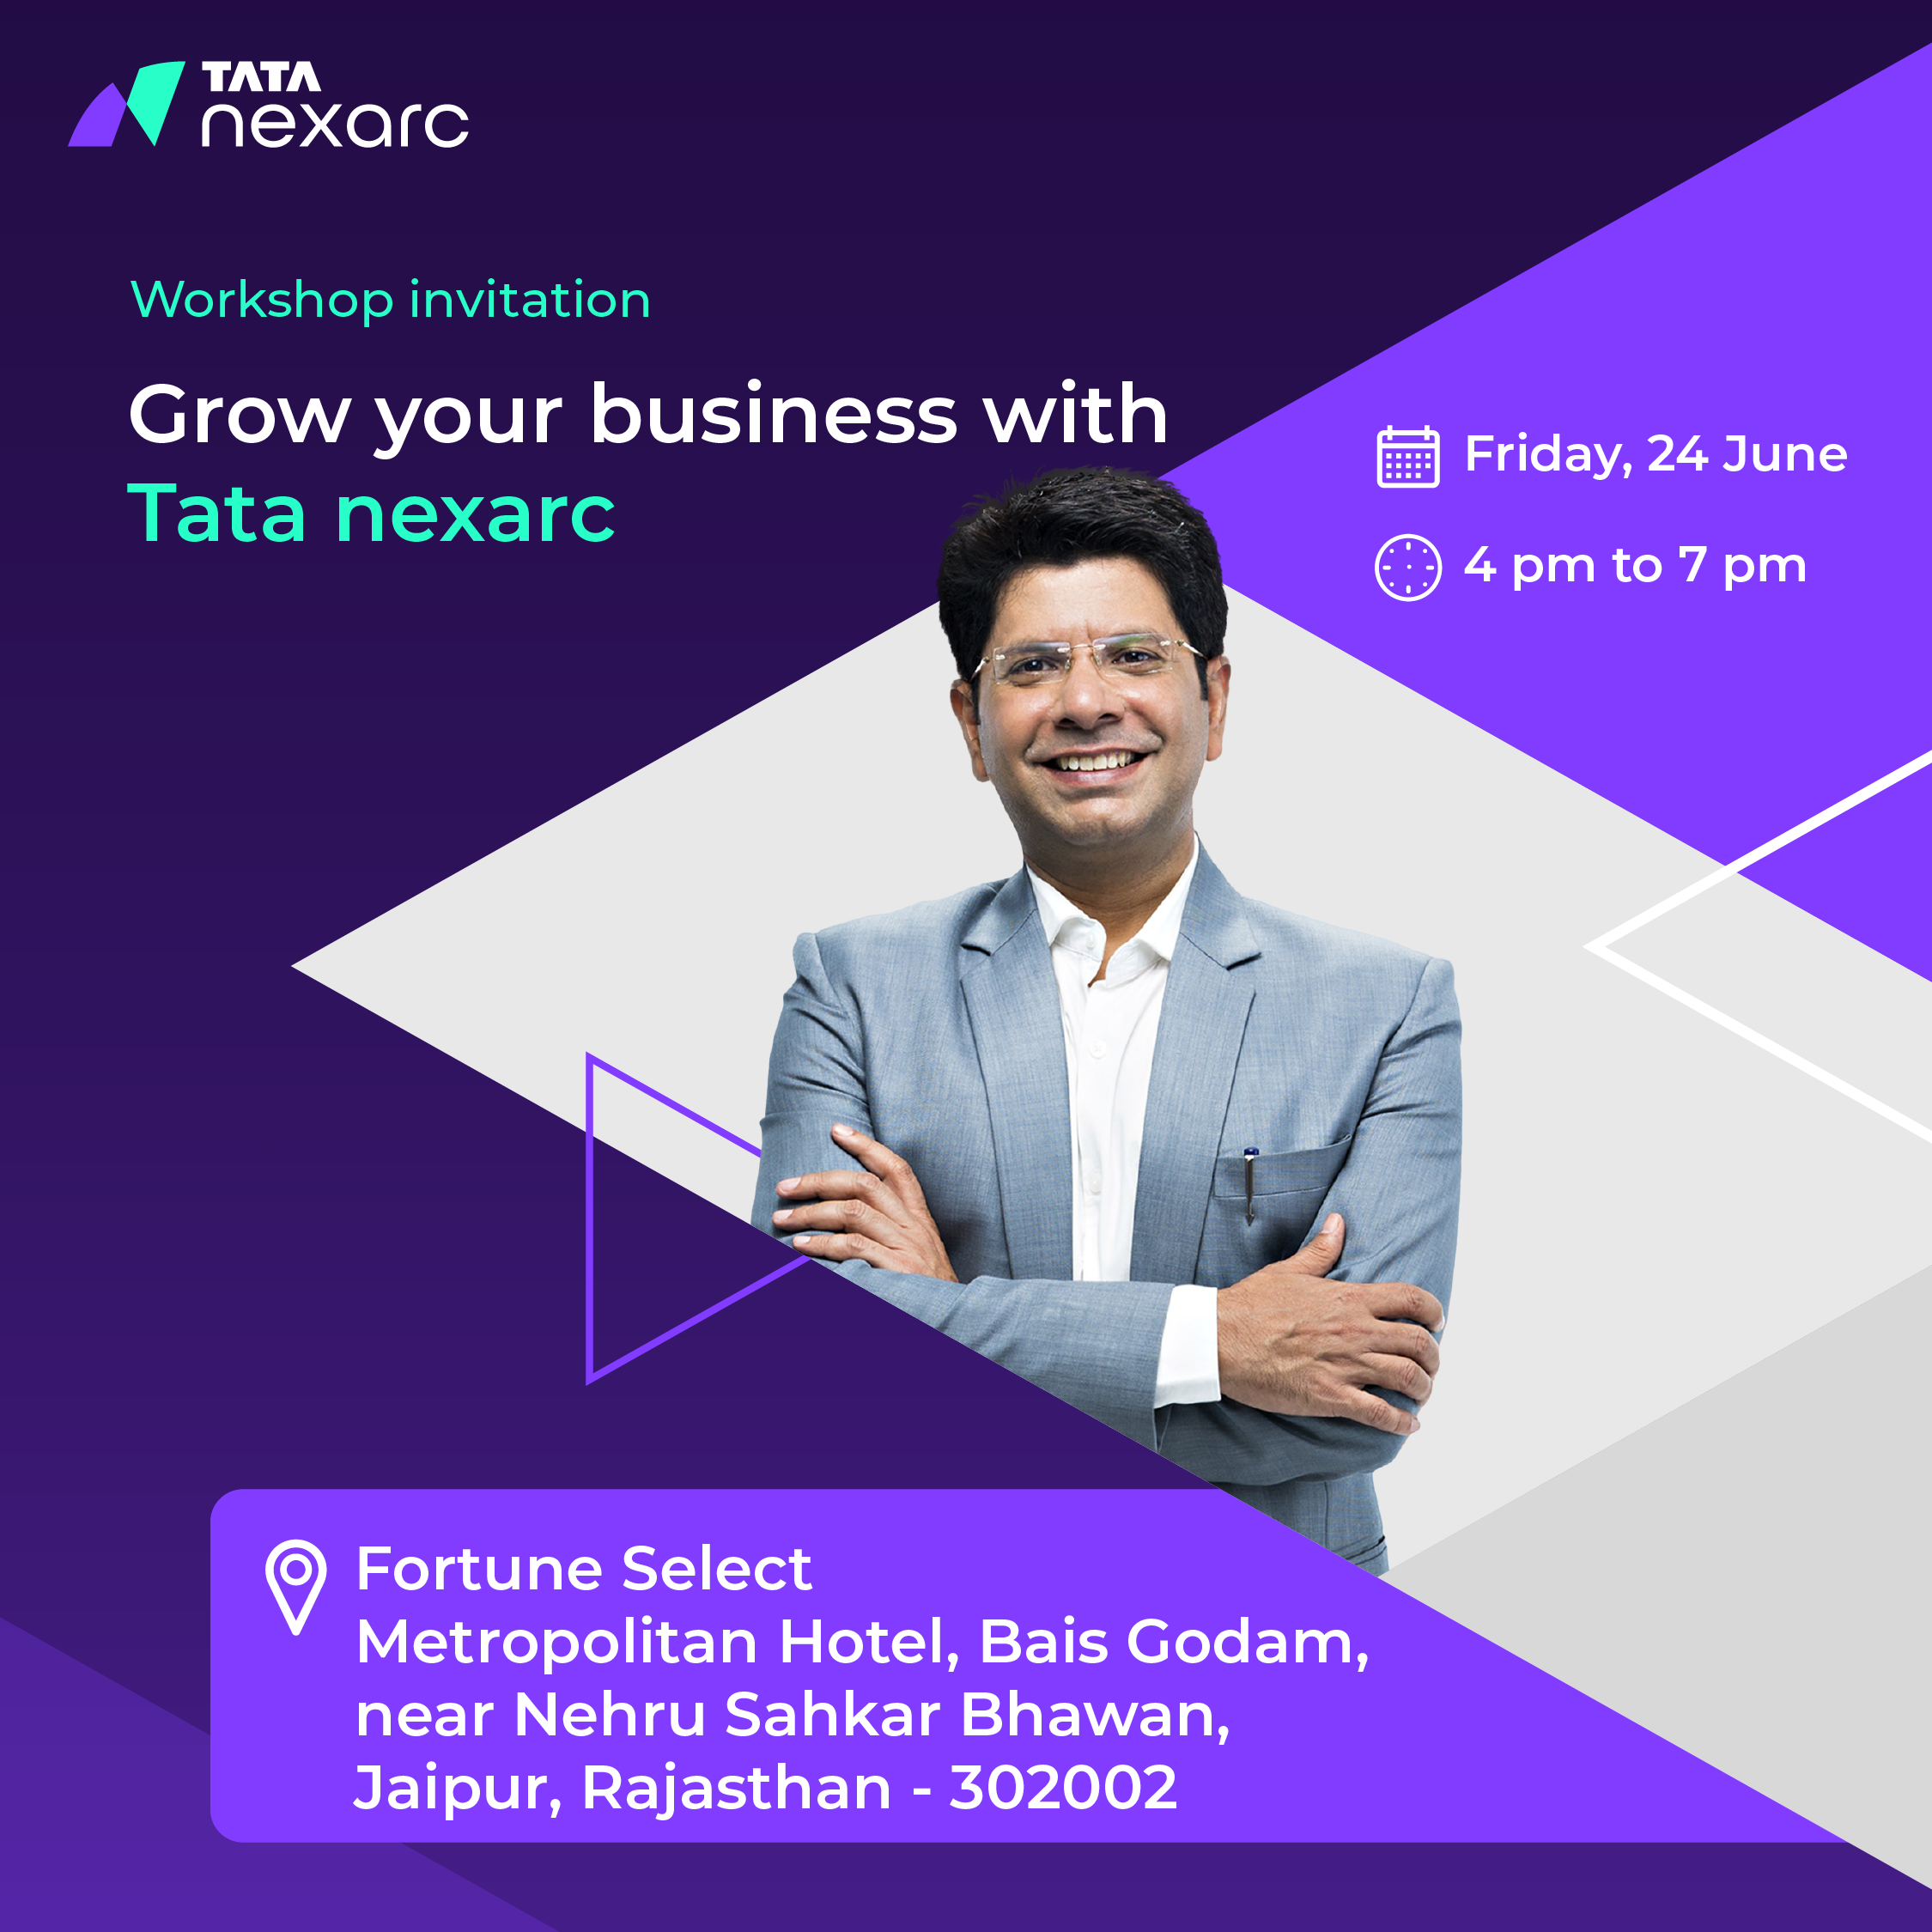 TATA
nexarc
Workshop invitation
Grow your business with
Tata nexarc
Friday, 24 June
4 pm to 7 pm
Fortune Select
Metropolitan Hotel, Bais Godam,
near Nehru Sahkar Bhawan,
Jaipur, Rajasthan - 302002